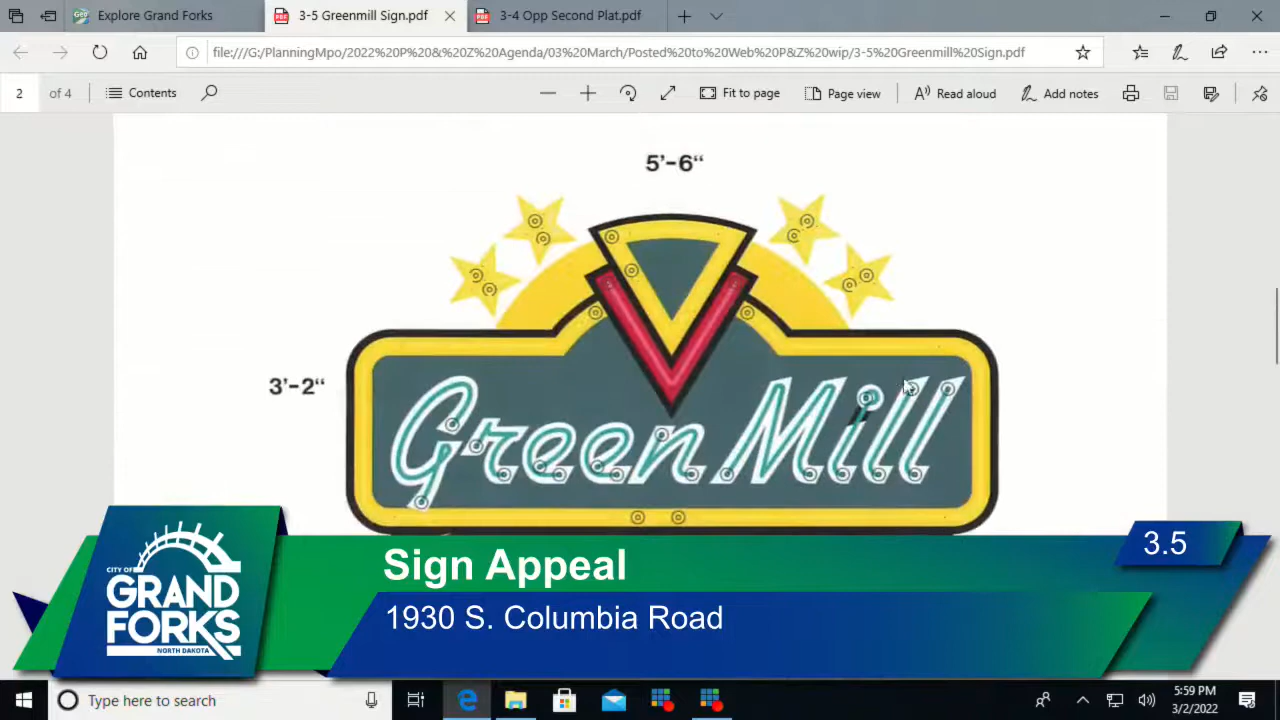 Explore Grand Forks
3-5 Greenmill Sign.pdf
3-4 Opp Second Plat.pdf
file:///G:/PlanningMpo/2022%20P%20&%20Z%20Agenda/03%20March/Posted%20to%20Web%20P&Z%20wip/3-5%20Greenmill%20Sign.pdf
2 of 4 Contents Fit to page Page view Read aloud Add notes
5'-6"
3'-2"
Green Mill
3.5
Sign Appeal
1930 S. Columbia Road
CITY OF
GRAND
FORKS
NORTH DAKOTA
Type here to search
5:59 PM
3/2/2022